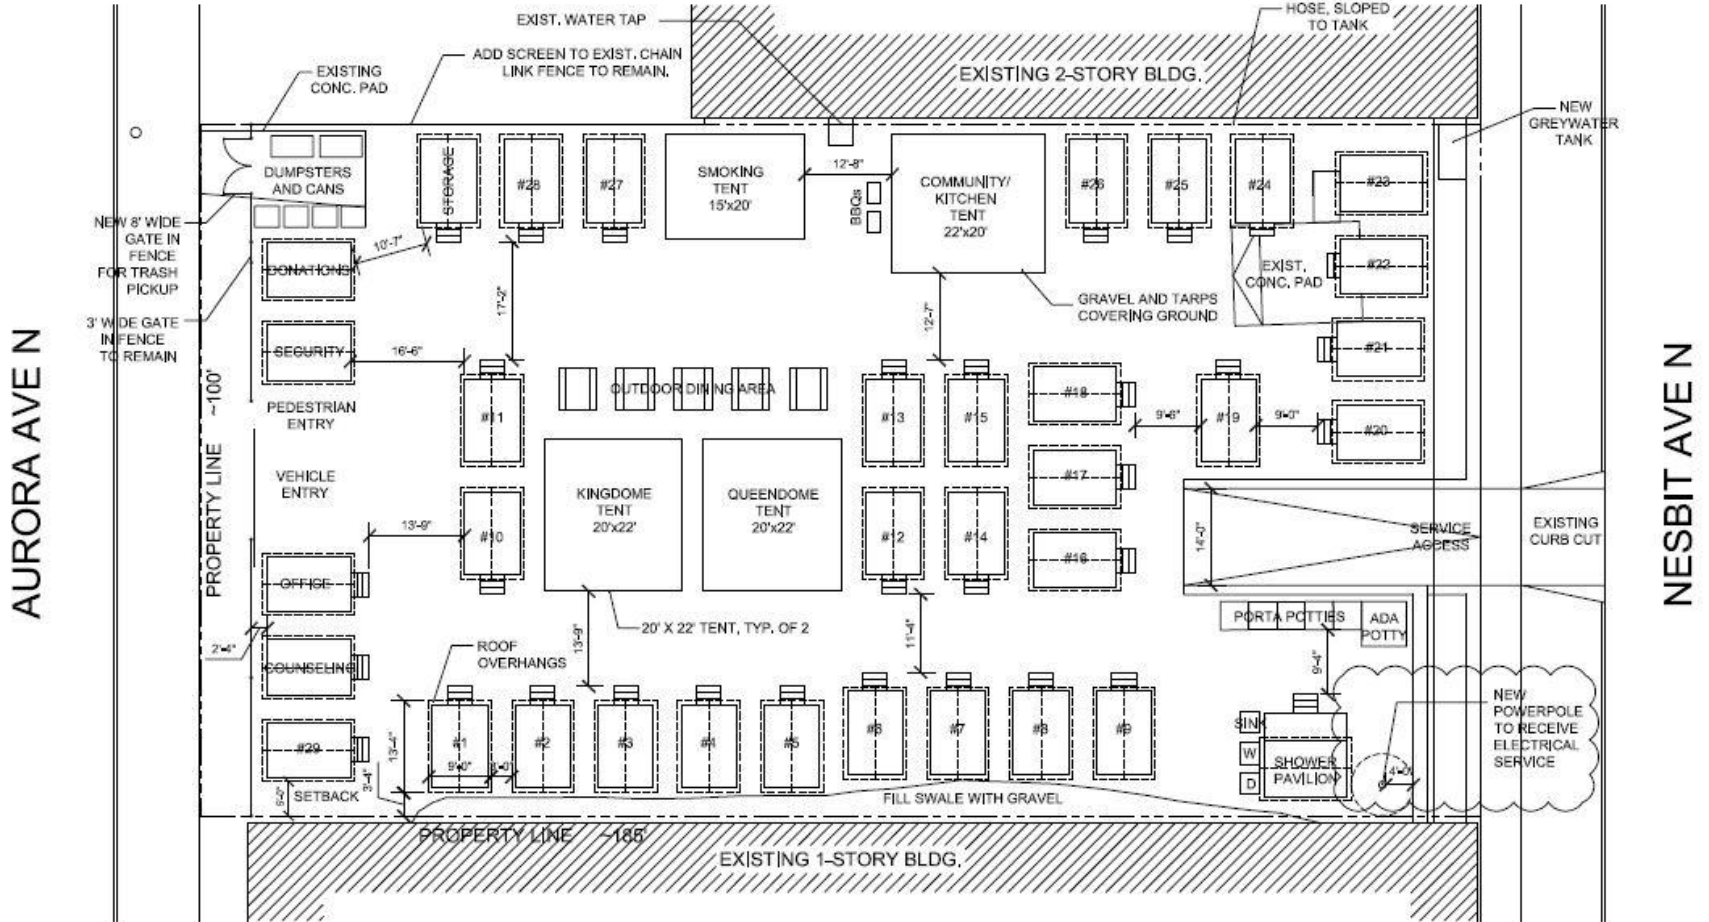 EXIST. WATER TAP
HOSE, SLOPED
TO TANK
ADD SCREEN TO EXIST. CHAIN
LINK FENCE TO REMAIN.
EXISTING
CONC. PAD
EXISTING 2-STORY BLDG.
NEW
GREYWATER
TANK
DUMPSTERS
AND CANS
STORAGE
#28
#27
SMOKING
TENT
15'x20'
12'-8"
BBQs
COMMUNITY/
KITCHEN
TENT
22'x20'
#26
#25
#24
#23
NEW 8' WIDE
GATE IN
FENCE
FOR TRASH
PICKUP
10'-7"
DONATIONS
17'-2"
12'-7"
GRAVEL AND TARPS
COVERING GROUND
EXIST.
CONC. PAD
#22
3' WIDE GATE
IN FENCE
TO REMAIN
SECURITY
16'-6"
#21
AURORA AVE N
NESBIT AVE N
PROPERTY LINE ~100'
PEDESTRIAN
ENTRY
#11
OUTDOOR DINING AREA
#13
#15
#18
9'-6"
#19
9'-0"
#20
VEHICLE
ENTRY
KINGDOME
TENT
20'x22'
QUEENDOME
TENT
20'x22'
#17
13'-9"
#10
#12
#14
#16
14'-0"
SERVICE
ACCESS
EXISTING
CURB CUT
OFFICE
20' X 22' TENT, TYP. OF 2
13'-9"
11'-4"
PORTA POTTIES
ADA
POTTY
9'-4"
2'-4"
COUNSELING
ROOF
OVERHANGS
#29
13'-4"
#1
9'-0"
#2
#3
#4
#5
#6
#7
#8
#9
SINK
W
D
SHOWER
PAVILION
4'-0"
NEW
POWERPOLE
TO RECEIVE
ELECTRICAL
SERVICE
SETBACK
3'-4"
FILL SWALE WITH GRAVEL
PROPERTY LINE ~185'
EXISTING 1-STORY BLDG.